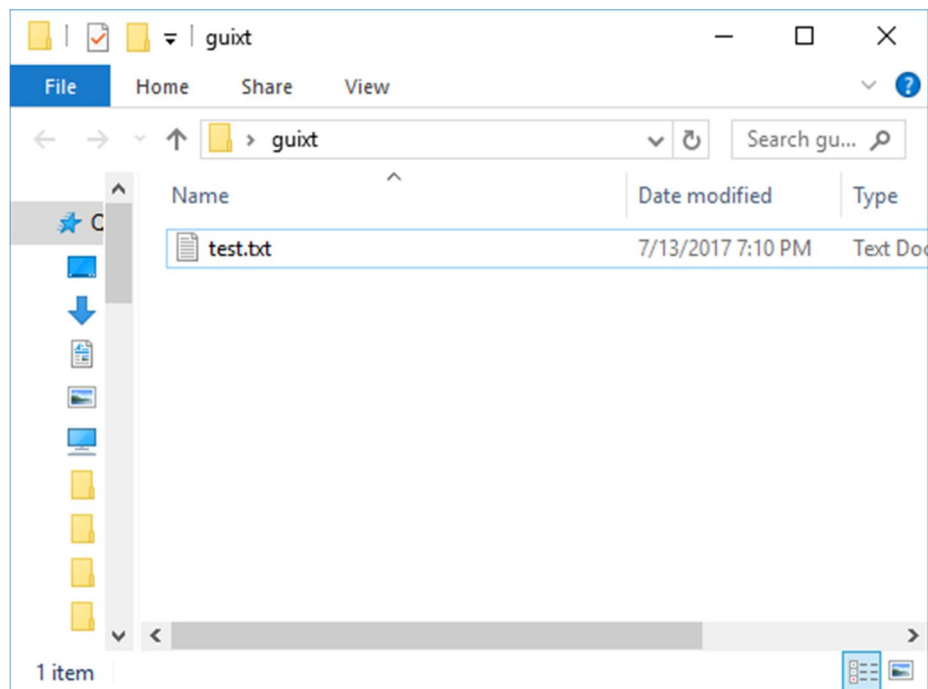 guixt
File Home Share View
guixt Search gu...
Name Date modified Type
test.txt 7/13/2017 7:10 PM Text Doc
1 item